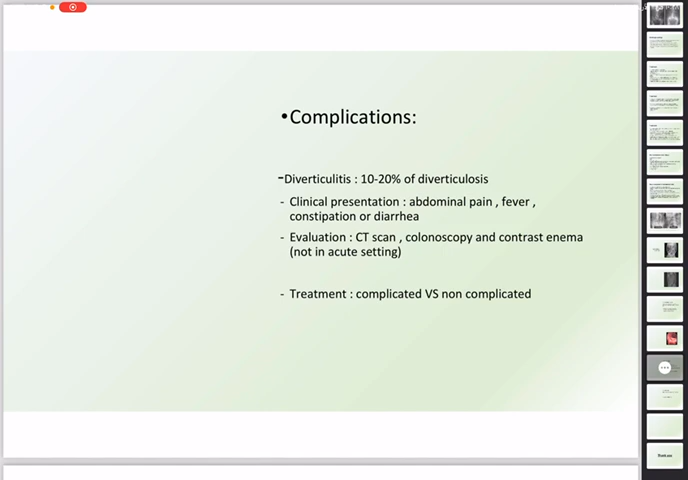 •Complications:
-Diverticulitis : 10-20% of diverticulosis
- Clinical presentation : abdominal pain , fever ,
constipation or diarrhea
- Evaluation : CT scan , colonoscopy and contrast enema
(not in acute setting)
- Treatment : complicated VS non complicated